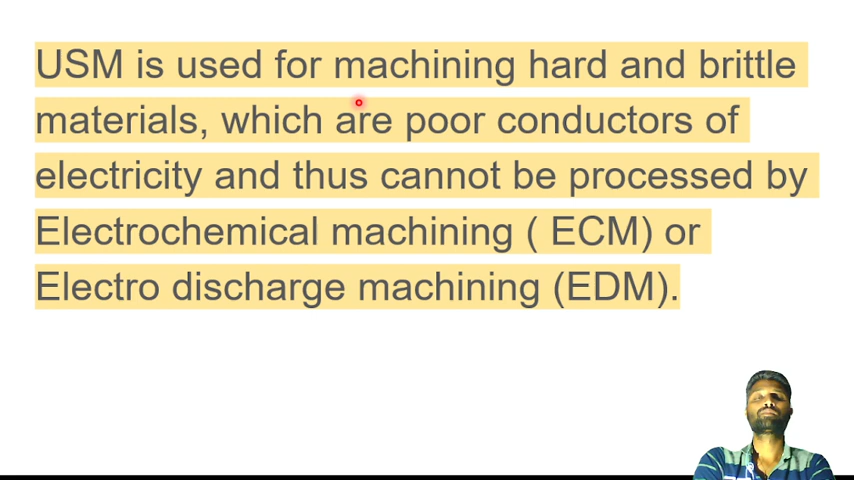 USM is used for machining hard and brittle
materials, which are poor conductors of
electricity and thus cannot be processed by
Electrochemical machining ( ECM) or
Electro discharge machining (EDM).